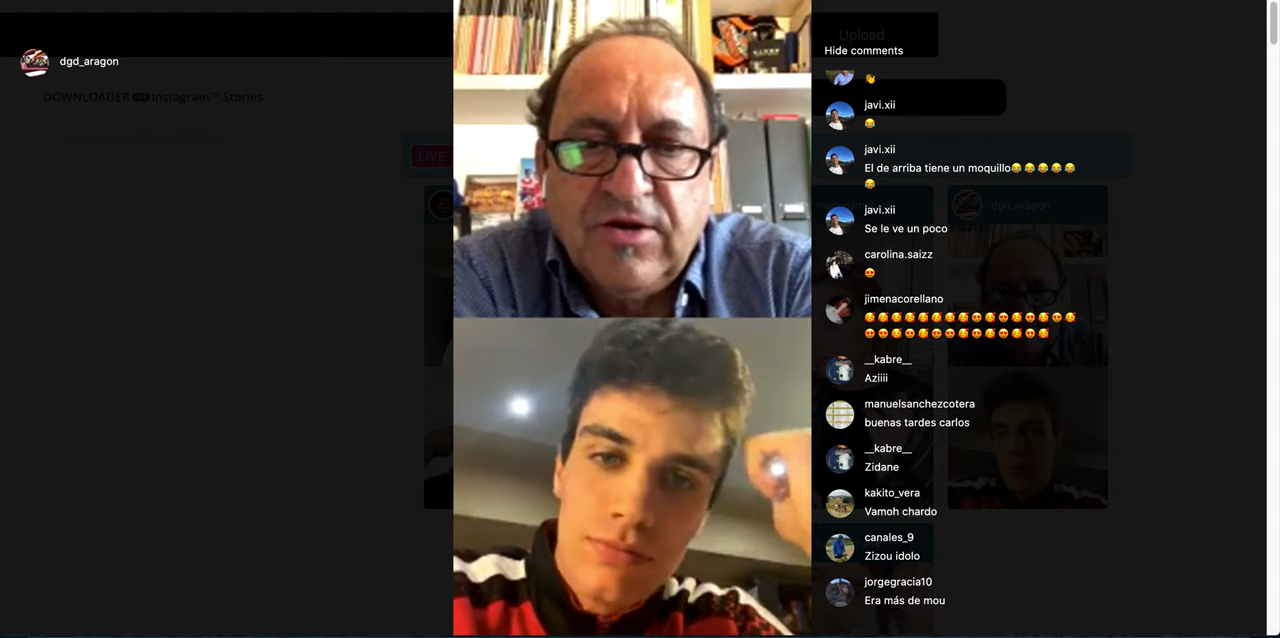 Upload
Hide comments
dgd_aragon
DOWNLOADER Instagram™ Stories
👋
javi.xii
😂
LIVE
javi.xii
El de arriba tiene un moquillo😂😂😂😂😂
😂
javi.xii
Se le ve un poco
dgd_aragon
carolina.saizz
😍
jimenacorellano
🥰🥰🥰🥰🥰🥰🥰🥰😍🥰😍🥰😍🥰😍🥰
😍😍🥰😍🥰😍😍🥰😍🥰😍🥰😍🥰
__kabre__
Aziiii
manuelsanchezcotera
buenas tardes carlos
__kabre__
Zidane
kakito_vera
Vamoh chardo
canales_9
Zizou idolo
jorgegracia10
Era más de mou